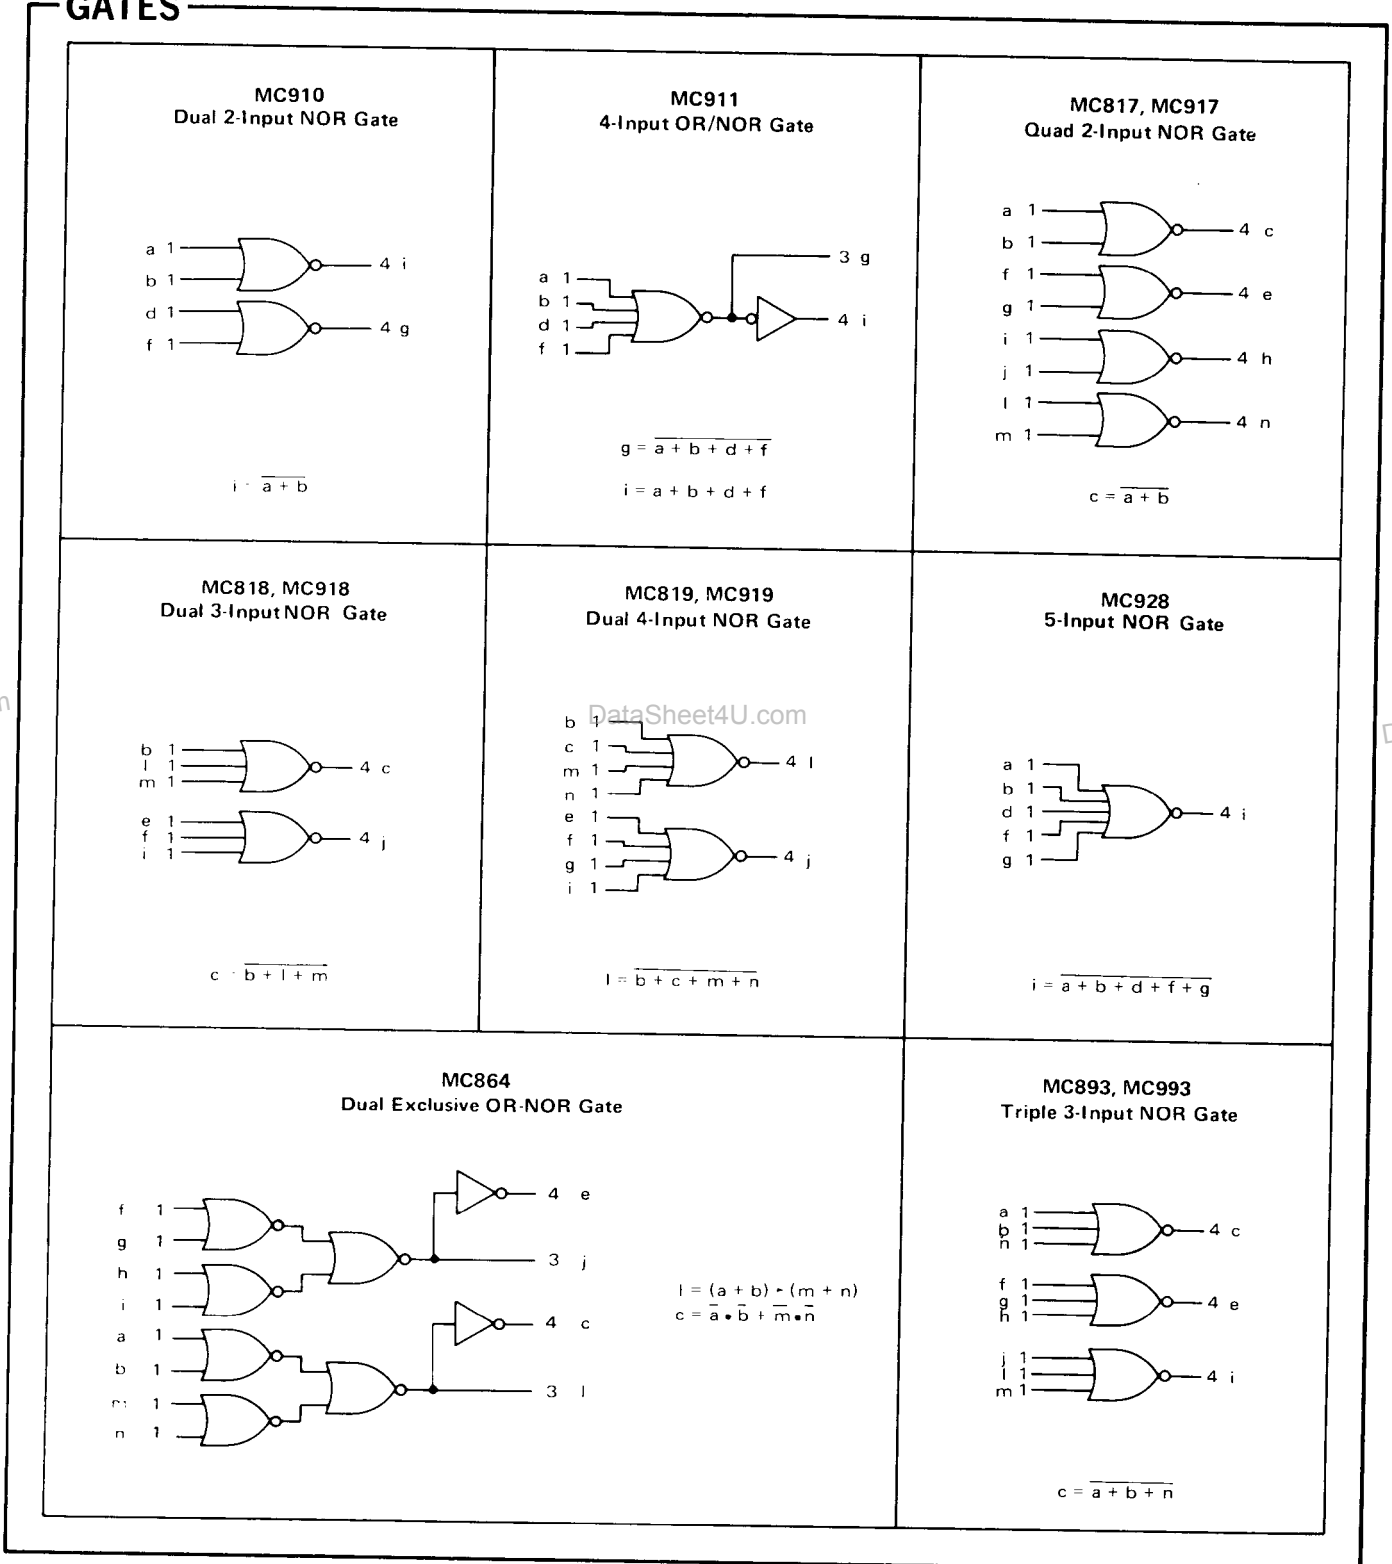 GATES
MC910
Dual 2-Input NOR Gate
a 1
b 1
4 i
d 1
f 1
4 g
i = a + b
MC911
4-Input OR/NOR Gate
3 g
a 1
b 1
d 1
f 1
4 i
g = a + b + d + f
i = a + b + d + f
MC817, MC917
Quad 2-Input NOR Gate
a 1
b 1
4 c
f 1
g 1
4 e
i 1
j 1
4 h
l 1
m 1
4 n
c = a + b
MC818, MC918
Dual 3-Input NOR Gate
b 1
l 1
m 1
4 c
e 1
f 1
i 1
4 j
c = b + l + m
MC819, MC919
Dual 4-Input NOR Gate
DataSheet4U.com
b 1
c 1
m 1
n 1
4 l
e 1
f 1
g 1
i 1
4 j
l = b + c + m + n
MC928
5-Input NOR Gate
a 1
b 1
d 1
f 1
g 1
4 i
i = a + b + d + f + g
MC864
Dual Exclusive OR-NOR Gate
f 1
g 1
h 1
i 1
4 e
3 j
a 1
b 1
m 1
n 1
4 c
3 l
l = (a + b) • (m + n)
c = a̅ • b̅ + m̅ • n̅
MC893, MC993
Triple 3-Input NOR Gate
a 1
b 1
n 1
4 c
f 1
g 1
h 1
4 e
j 1
l 1
m 1
4 i
c = a + b + n